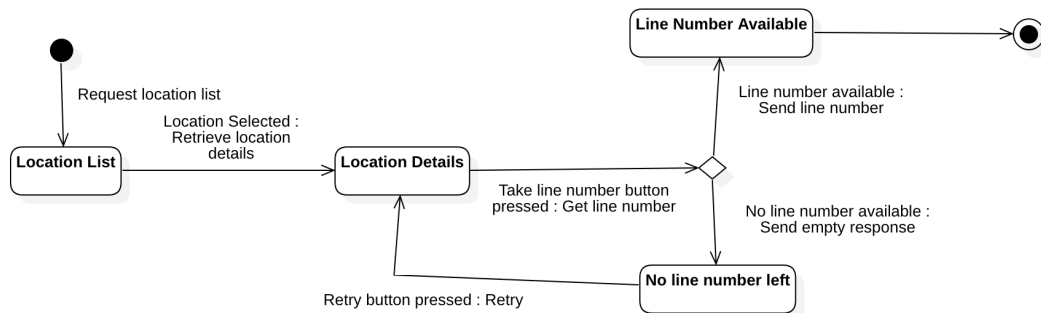 Line Number Available
Request location list
Line number available :
Send line number
Location Selected :
Retrieve location
details
Location List
Location Details
Take line number button
pressed : Get line number
No line number available :
Send empty response
No line number left
Retry button pressed : Retry